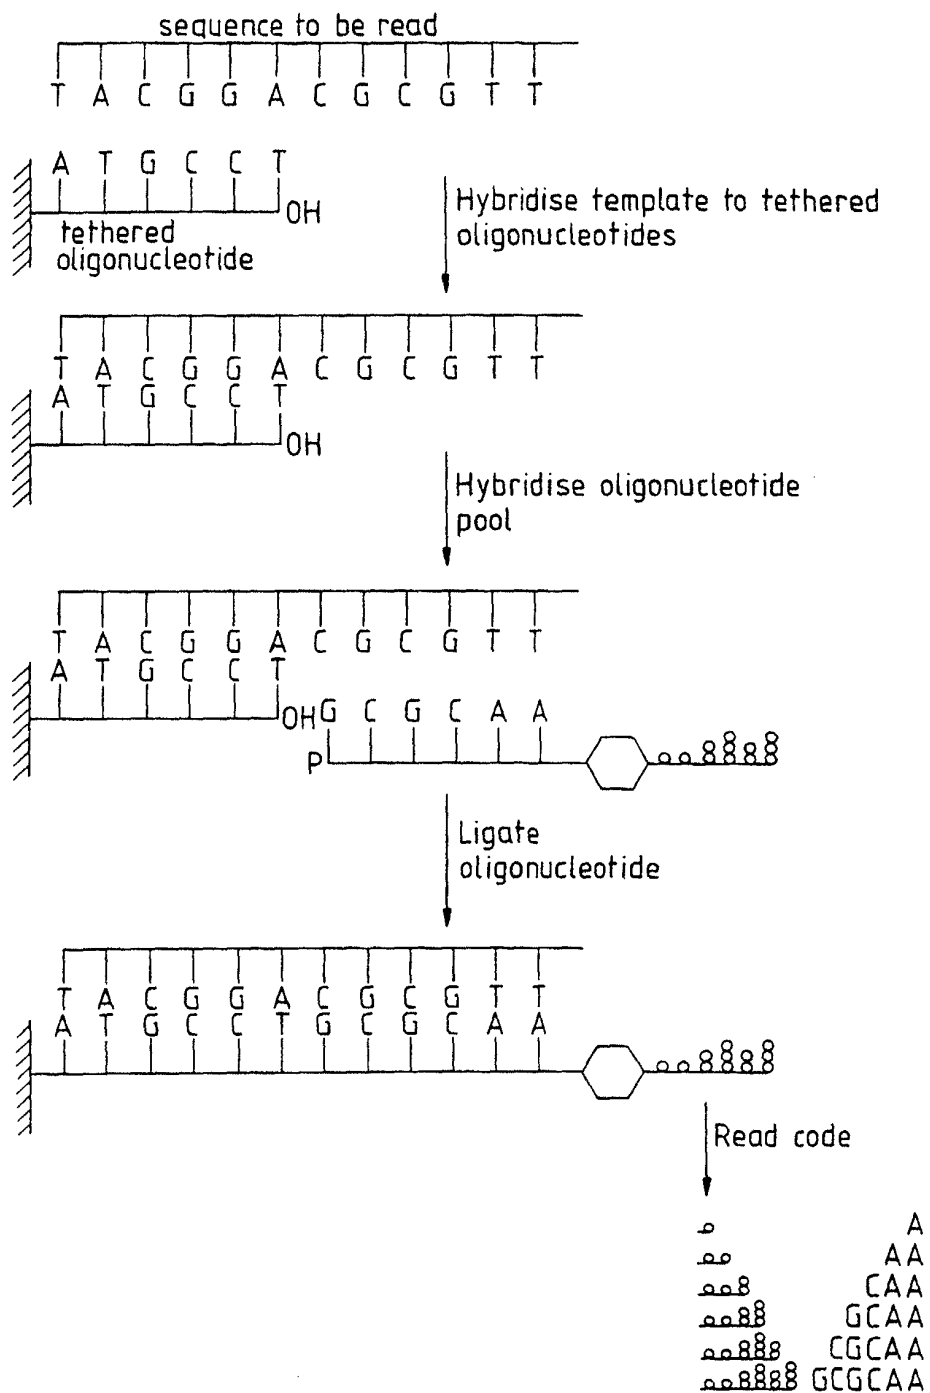 sequence to be read
T A C G G A C G C G T T
A T G C C T
OH
tethered
oligonucleotide
Hybridise template to tethered
oligonucleotides
T A C G G A C G C G T T
A T G C C T
OH
Hybridise oligonucleotide
pool
T A C G G A C G C G T T
A T G C C T
OH G C G C A A
P
Ligate
oligonucleotide
T A C G G A C G C G T T
A T G C C T G C G C A A
Read code
A
AA
CAA
GCAA
CGCAA
GCGCAA